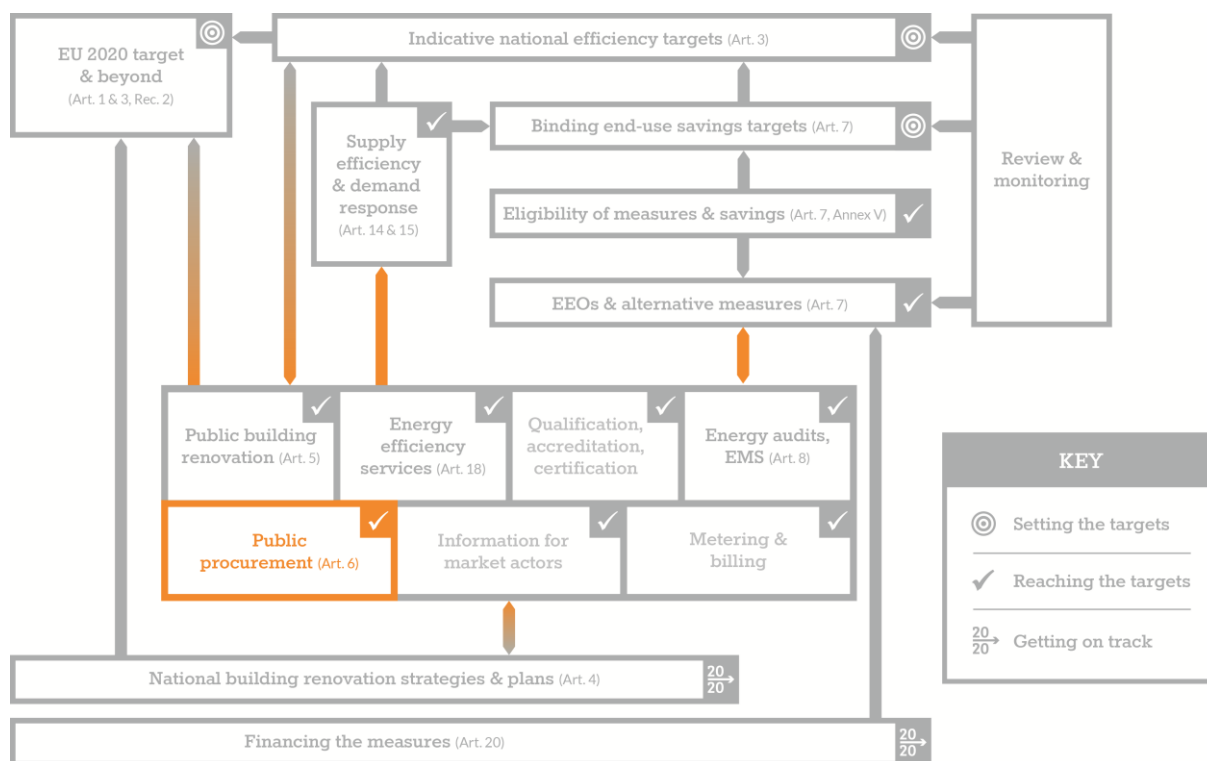 EU 2020 target
& beyond
(Art. 1 & 3, Rec. 2)
Indicative national efficiency targets (Art. 3)
Supply
efficiency
& demand
response
(Art. 14 & 15)
Binding end-use savings targets (Art. 7)
Eligibility of measures & savings (Art. 7, Annex V)
EEOs & alternative measures (Art. 7)
Review &
monitoring
Public building
renovation (Art. 5)
Energy
efficiency
services (Art. 18)
Qualification,
accreditation,
certification
Energy audits,
EMS (Art. 8)
Public
procurement (Art. 6)
Information for
market actors
Metering &
billing
National building renovation strategies & plans (Art. 4)
20
20
Financing the measures (Art. 20)
20
20
KEY
Setting the targets
Reaching the targets
20
20
Getting on track